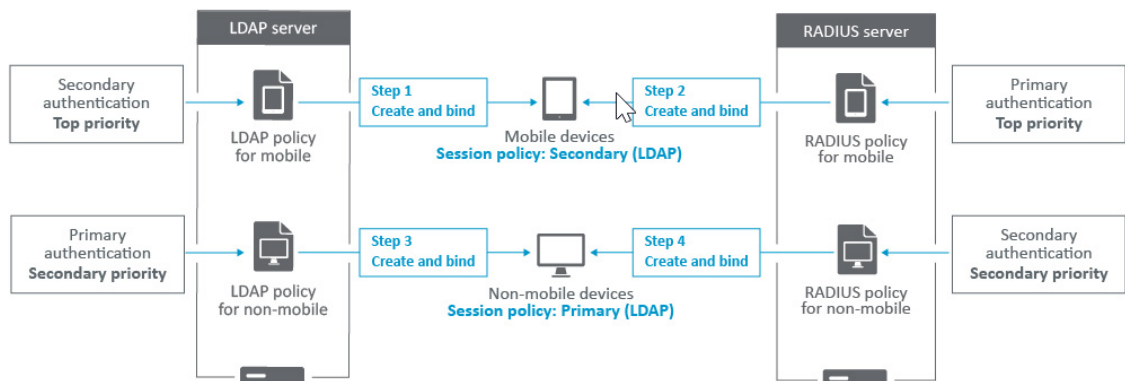 LDAP server
RADIUS server
Secondary
authentication
Top priority
LDAP policy
for mobile
Step 1
Create and bind
Mobile devices
Session policy: Secondary (LDAP)
Step 2
Create and bind
RADIUS policy
for mobile
Primary
authentication
Top priority
Primary
authentication
Secondary priority
LDAP policy
for non-mobile
Step 3
Create and bind
Non-mobile devices
Session policy: Primary (LDAP)
Step 4
Create and bind
RADIUS policy
for non-mobile
Secondary
authentication
Secondary priority